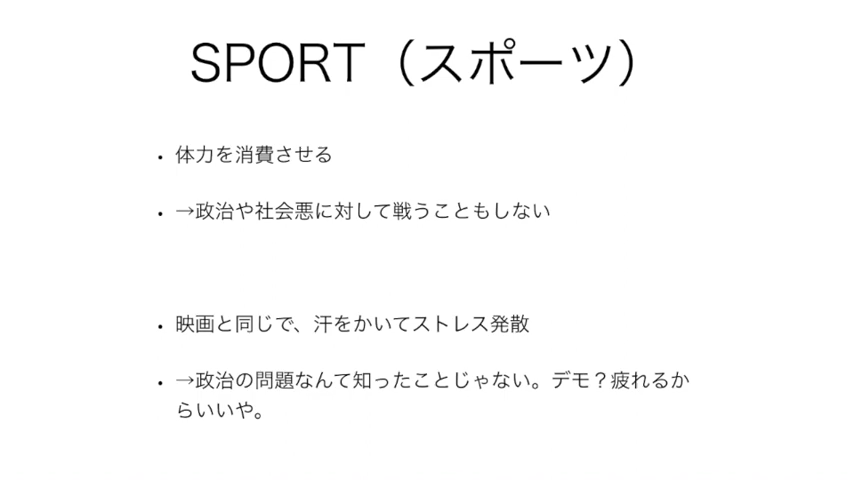 SPORT（スポーツ）
• 体力を消費させる
• →政治や社会悪に対して戦うこともしない
• 映画と同じで、汗をかいてストレス発散
• →政治の問題なんて知ったことじゃない。デモ？疲れるか
らいいや。